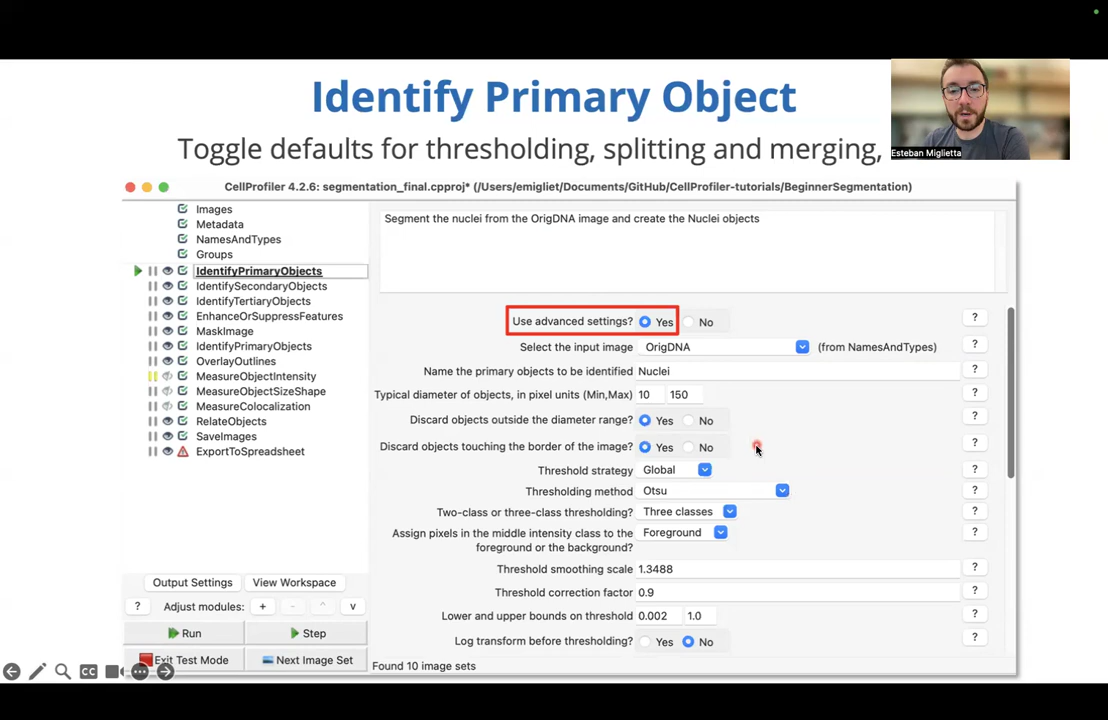 Identify Primary Object
Toggle defaults for thresholding, splitting and merging,
Esteban Miglietta
CellProfiler 4.2.6: segmentation_final.cpproj* (/Users/emigliet/Documents/GitHub/CellProfiler-tutorials/BeginnerSegmentation)
Images
Metadata
NamesAndTypes
Groups
IdentifyPrimaryObjects
IdentifySecondaryObjects
IdentifyTertiaryObjects
EnhanceOrSuppressFeatures
MaskImage
IdentifyPrimaryObjects
OverlayOutlines
MeasureObjectIntensity
MeasureObjectSizeShape
MeasureColocalization
RelateObjects
SaveImages
ExportToSpreadsheet
Output Settings View Workspace
? Adjust modules: + - ^ v
Run Step
Exit Test Mode Next Image Set
Segment the nuclei from the OrigDNA image and create the Nuclei objects
Use advanced settings? Yes No ?
Select the input image OrigDNA (from NamesAndTypes) ?
Name the primary objects to be identified Nuclei ?
Typical diameter of objects, in pixel units (Min,Max) 10 150 ?
Discard objects outside the diameter range? Yes No ?
Discard objects touching the border of the image? Yes No ?
Threshold strategy Global ?
Thresholding method Otsu ?
Two-class or three-class thresholding? Three classes ?
Assign pixels in the middle intensity class to the Foreground ?
foreground or the background?
Threshold smoothing scale 1.3488 ?
Threshold correction factor 0.9 ?
Lower and upper bounds on threshold 0.002 1.0 ?
Log transform before thresholding? Yes No ?
Found 10 image sets
CC